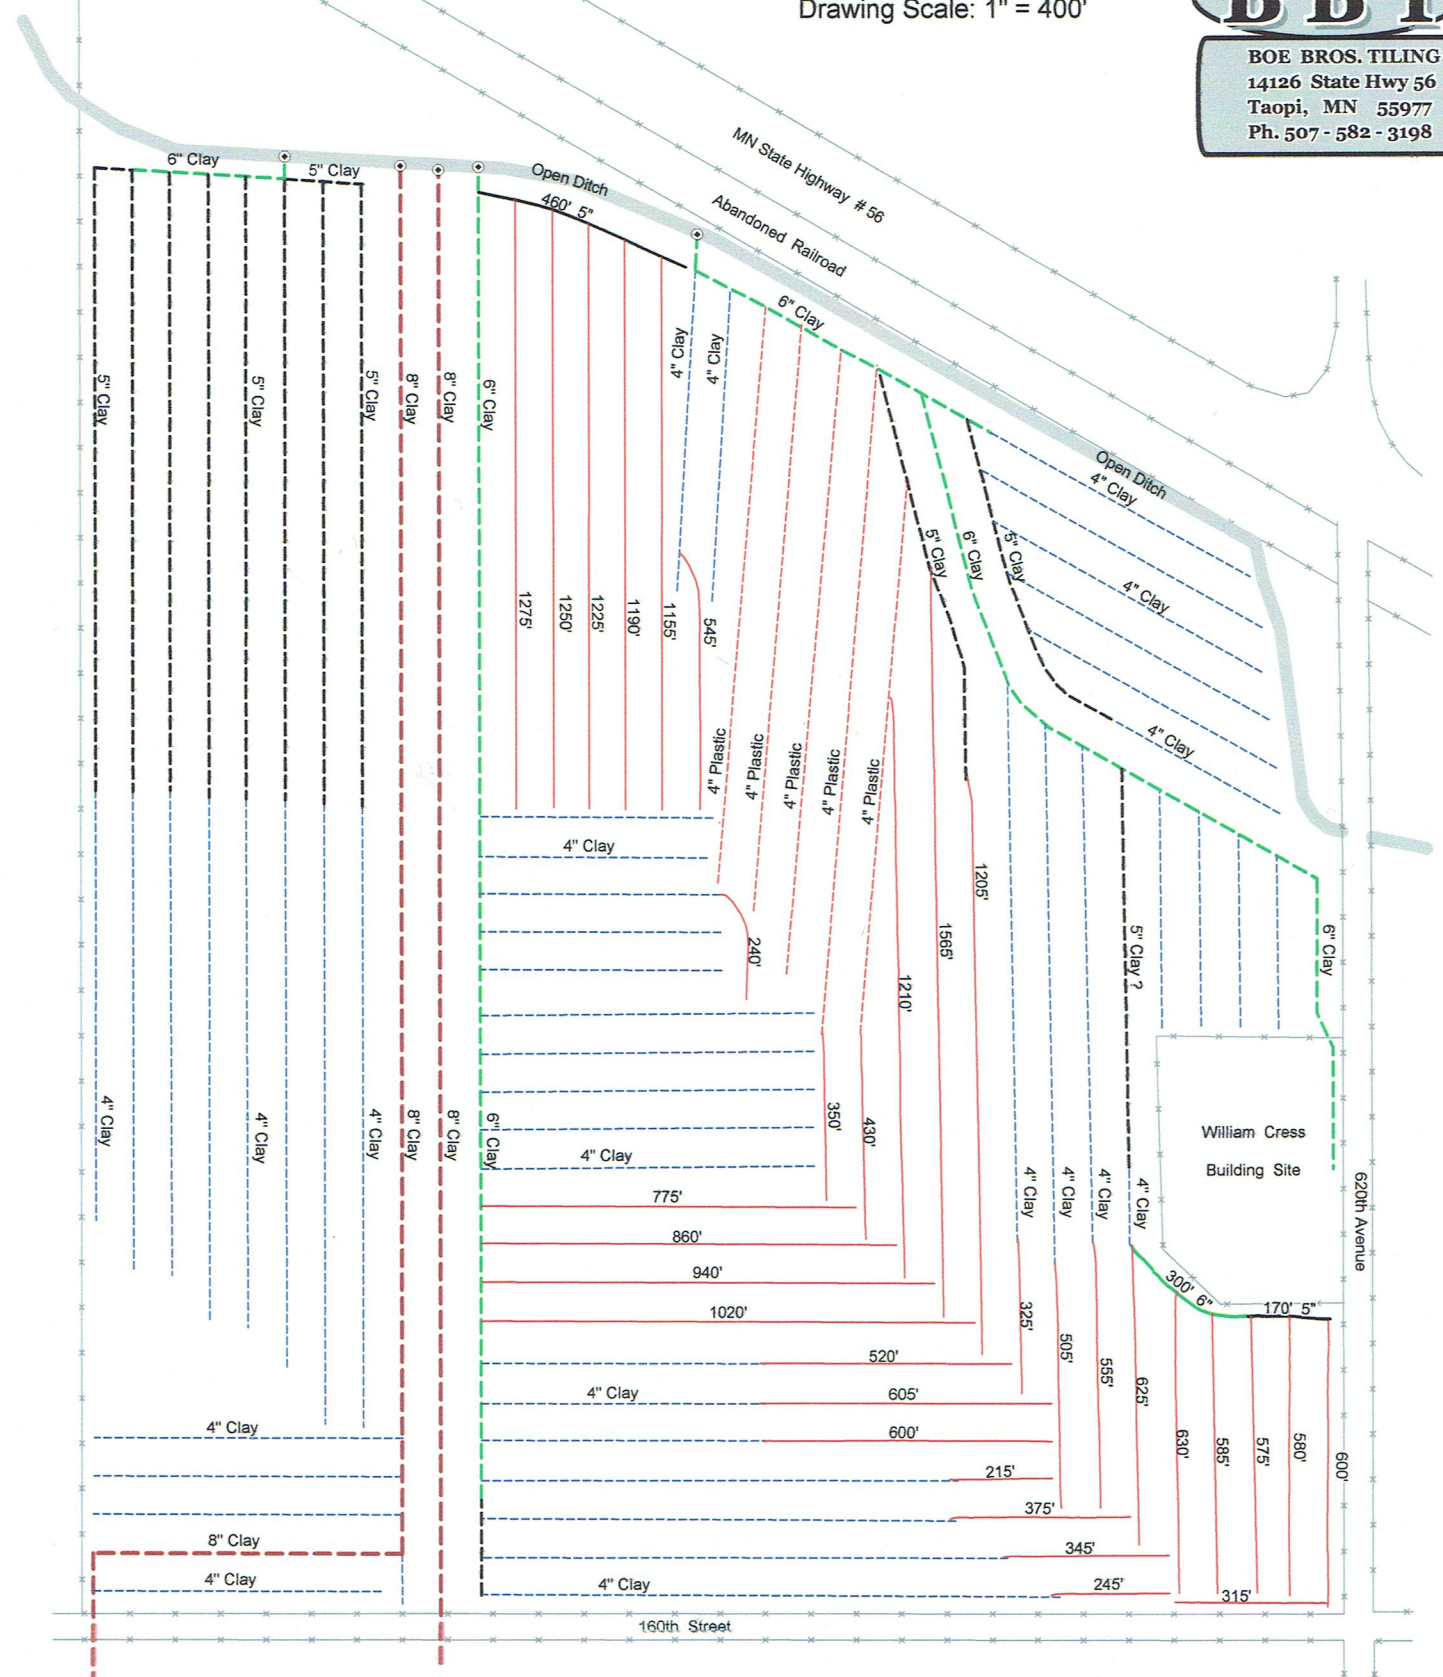 Drawing Scale: 1" = 400'
BOE BROS. TILING
14126 State Hwy 56
Taopi, MN 55977
Ph. 507 - 582 - 3198
MN State Highway # 56
Abandoned Railroad
Open Ditch
6" Clay
5" Clay
460' 5"
6" Clay
4" Clay
4" Clay
5" Clay
5" Clay
5" Clay
8" Clay
8" Clay
6" Clay
Open Ditch
4" Clay
5" Clay
6" Clay
5" Clay
4" Clay
4" Clay
1275'
1250'
1225'
1190'
1155'
545'
4" Plastic
4" Plastic
4" Plastic
4" Plastic
4" Plastic
4" Clay
1205'
1565'
1210'
240'
5" Clay ?
6" Clay
4" Clay
4" Clay
4" Clay
8" Clay
8" Clay
6" Clay
4" Clay
350'
430'
William Cress
Building Site
620th Avenue
4" Clay
4" Clay
4" Clay
4" Clay
775'
860'
940'
1020'
520'
4" Clay
605'
600'
215'
375'
345'
4" Clay
245'
325'
505'
555'
625'
300' 6"
170' 5"
630'
585'
575'
580'
600'
315'
4" Clay
8" Clay
4" Clay
160th Street